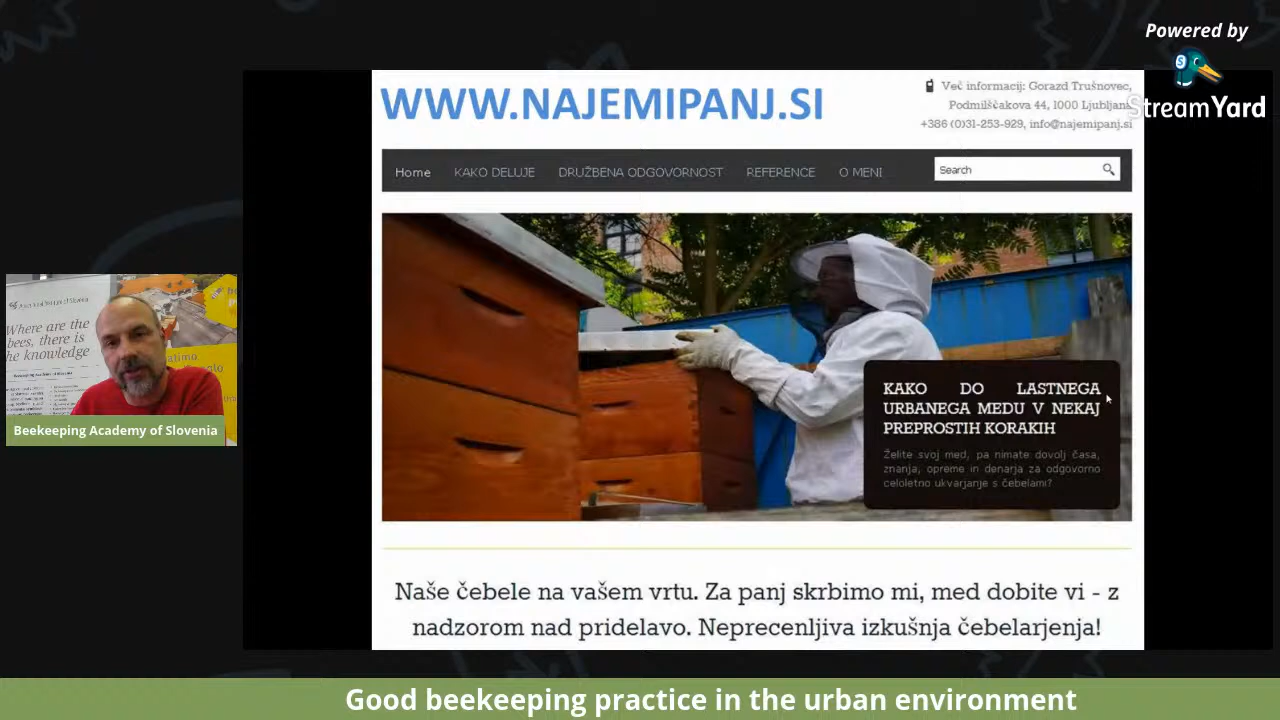 Powered by
StreamYard
WWW.NAJEMIPANJ.SI
Več informacij: Gorazd Trušnovec,
Podmilščakova 44, 1000 Ljubljana
+386 (0)31-253-929, info@najemipanj.si
Home KAKO DELUJE DRUŽBENA ODGOVORNOST REFERENCE O MENI
Search
KAKO DO LASTNEGA
URBANEGA MEDU V NEKAJ
PREPROSTIH KORAKIH
Želite svoj med, pa nimate dovolj časa,
znanja, opreme in denarja za odgovorno
celoletno ukvarjanje s čebelami?
Naše čebele na vašem vrtu. Za panj skrbimo mi, med dobite vi - z
nadzorom nad pridelavo. Neprecenljiva izkušnja čebelarjenja!
Where are the
bees, there is
the knowledge
Beekeeping Academy of Slovenia
Good beekeeping practice in the urban environment